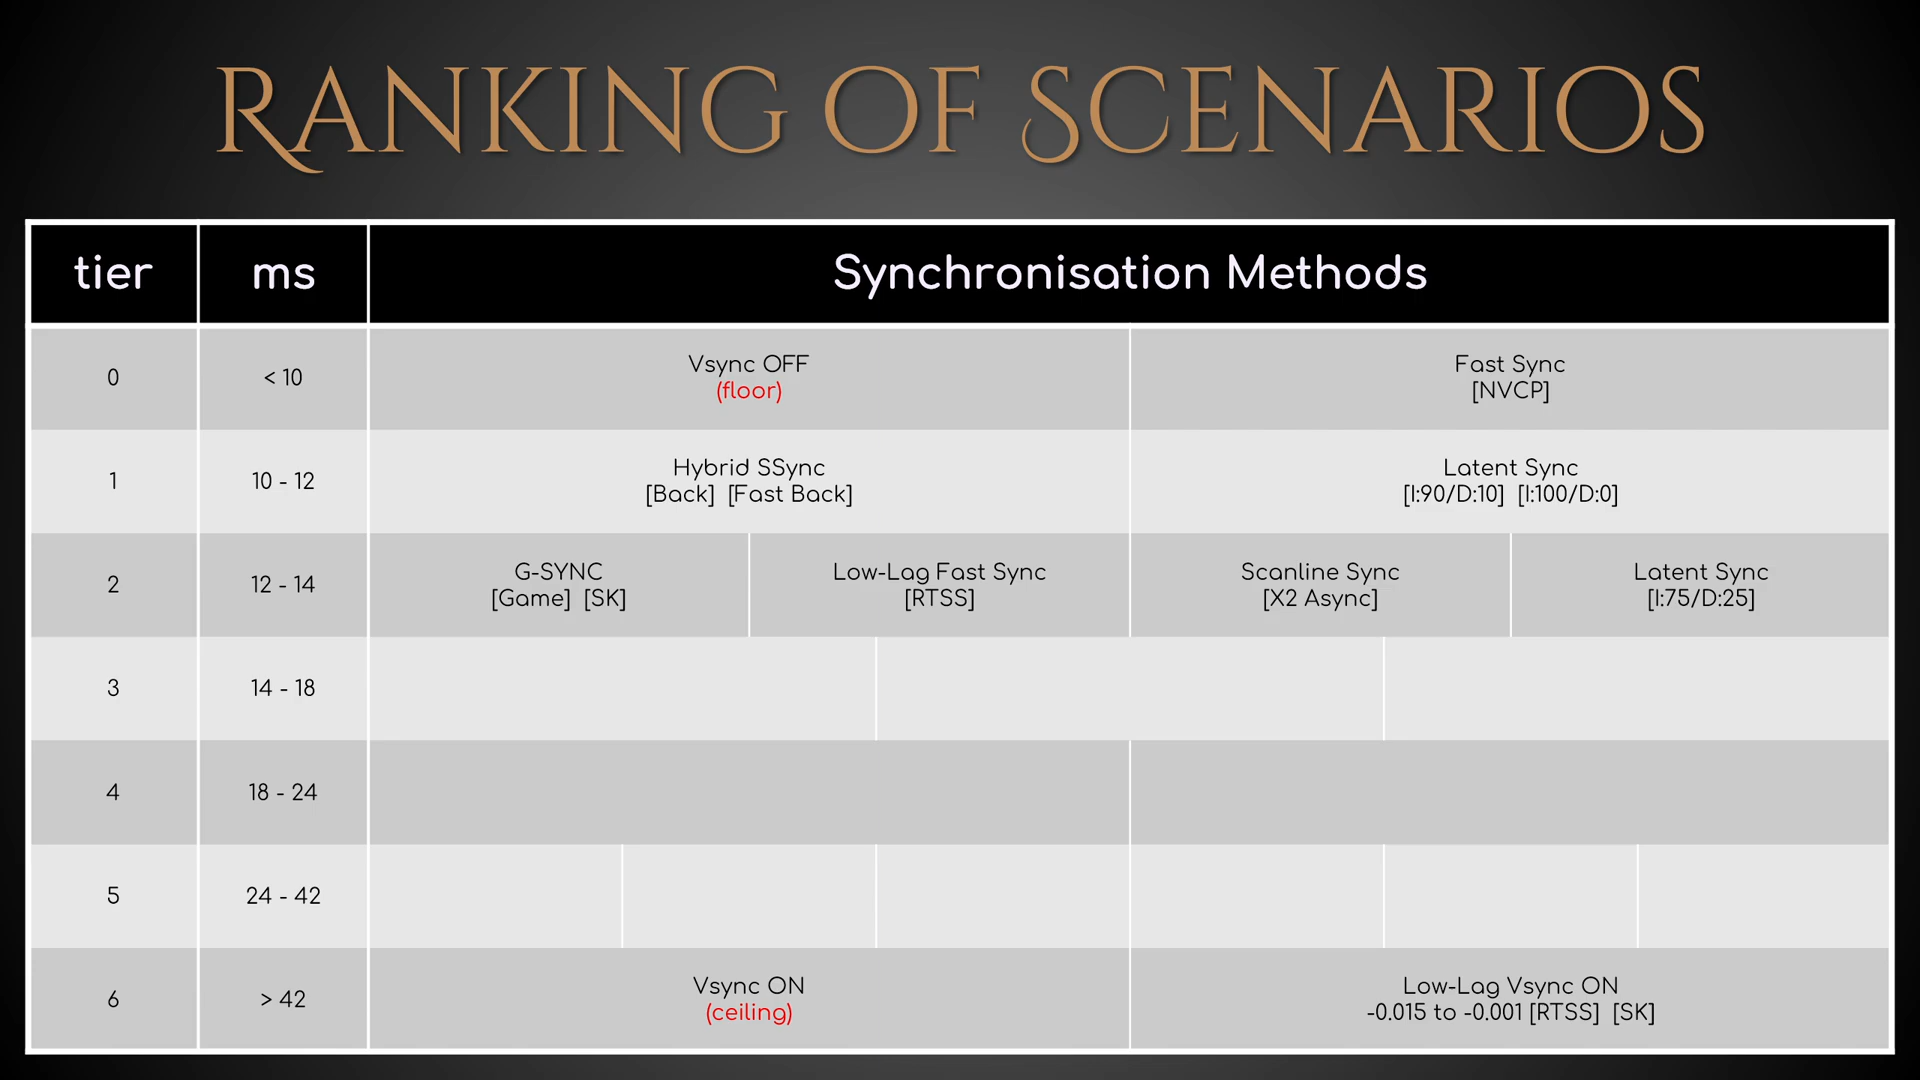 RANKING OF SCENARIOS
tier ms Synchronisation Methods
0 < 10 Vsync OFF Fast Sync
(floor) [NVCP]
1 10 - 12 Hybrid SSync Latent Sync
[Back] [Fast Back] [I:90/D:10] [I:100/D:0]
2 12 - 14 G-SYNC Low-Lag Fast Sync Scanline Sync Latent Sync
[Game] [SK] [RTSS] [X2 Async] [I:75/D:25]
3 14 - 18
4 18 - 24
5 24 - 42
6 > 42 Vsync ON Low-Lag Vsync ON
(ceiling) -0.015 to -0.001 [RTSS] [SK]